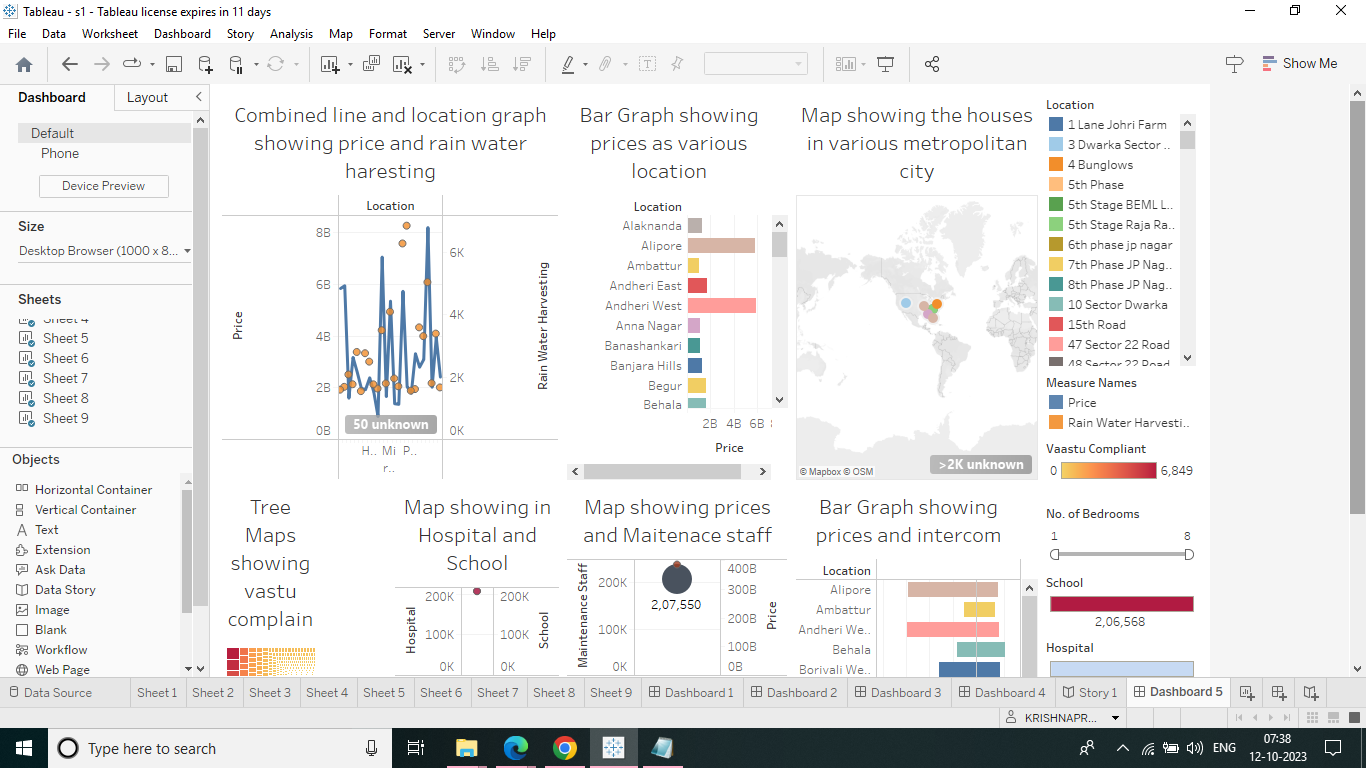 Tableau - s1 - Tableau license expires in 11 days
File Data Worksheet Dashboard Story Analysis Map Format Server Window Help
Show Me
Dashboard
Layout
Default
Phone
Device Preview
Size
Desktop Browser (1000 x 8...
Sheets
Sheet 4
Sheet 5
Sheet 6
Sheet 7
Sheet 8
Sheet 9
Objects
Horizontal Container
Vertical Container
Text
Extension
Ask Data
Data Story
Image
Blank
Workflow
Web Page
Combined line and location graph
showing price and rain water
haresting
Location
Price
8B
6B
4B
2B
0B
6K
4K
2K
0K
Rain Water Harvesting
50 unknown
H.. Mi P..
r..
Bar Graph showing
prices as various
location
Location
Alaknanda
Alipore
Ambattur
Andheri East
Andheri West
Anna Nagar
Banashankari
Banjara Hills
Begur
Behala
2B 4B 6B
Price
Map showing the houses
in various metropolitan
city
© Mapbox © OSM
>2K unknown
Location
1 Lane Johri Farm
3 Dwarka Sector ..
4 Bunglows
5th Phase
5th Stage BEML L..
5th Stage Raja Ra..
6th phase jp nagar
7th Phase JP Nag..
8th Phase JP Nag..
10 Sector Dwarka
15th Road
47 Sector 22 Road
48 Sector 22 Road
Measure Names
Price
Rain Water Harvesti..
Vaastu Compliant
0 6,849
No. of Bedrooms
1 8
School
2,06,568
Hospital
Tree
Maps
showing
vastu
complain
Map showing in
Hospital and
School
Hospital
200K
100K
0K
200K
100K
0K
School
Map showing prices
and Maitenace staff
Maintenance Staff
200K
100K
0K
2,07,550
400B
300B
200B
100B
0B
Price
Bar Graph showing
prices and intercom
Location
Alipore
Ambattur
Andheri We..
Behala
Borivali We..
Data Source Sheet 1 Sheet 2 Sheet 3 Sheet 4 Sheet 5 Sheet 6 Sheet 7 Sheet 8 Sheet 9 Dashboard 1 Dashboard 2 Dashboard 3 Dashboard 4 Story 1 Dashboard 5
KRISHNAPR...
Type here to search
ENG
07:38
12-10-2023